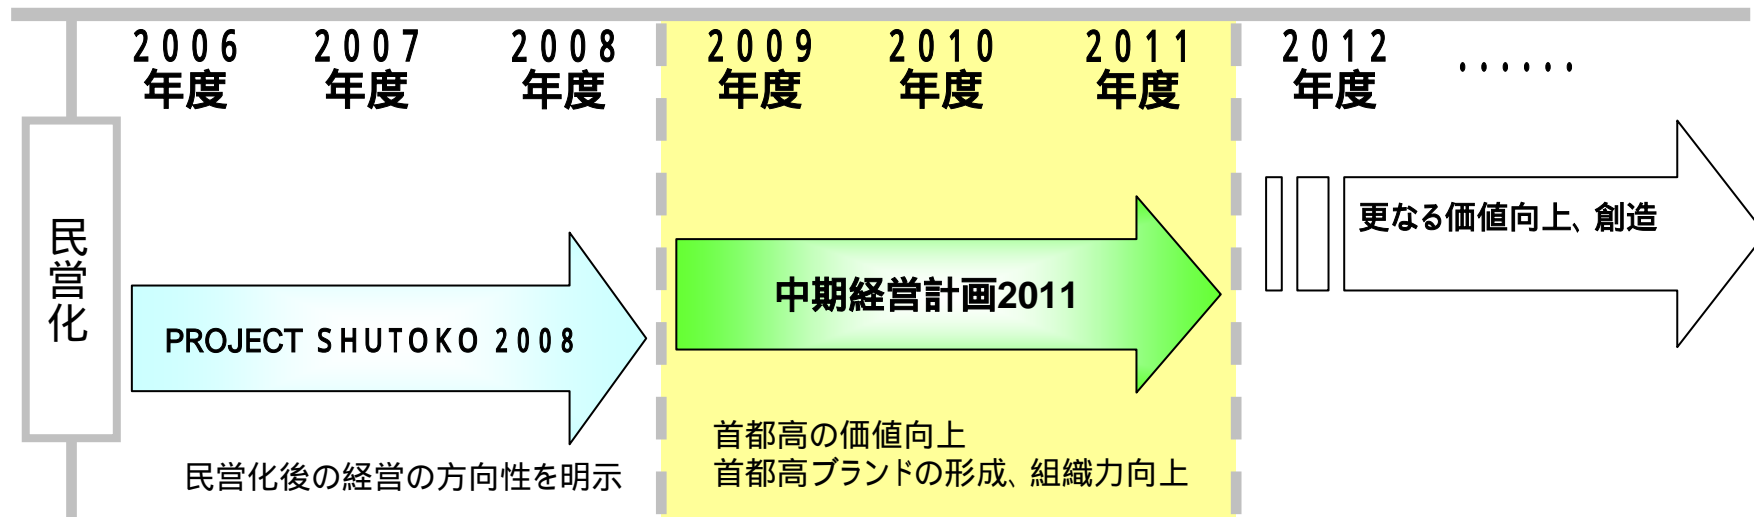 ２００６
年度
２００７
年度
２００８
年度
２００９
年度
２０１０
年度
２０１１
年度
２０１２
年度
・・・・・・
民営化
PROJECT ＳＨＵＴＯＫＯ ２００８
民営化後の経営の方向性を明示
中期経営計画2011
首都高の価値向上
首都高ブランドの形成、組織力向上
更なる価値向上、創造